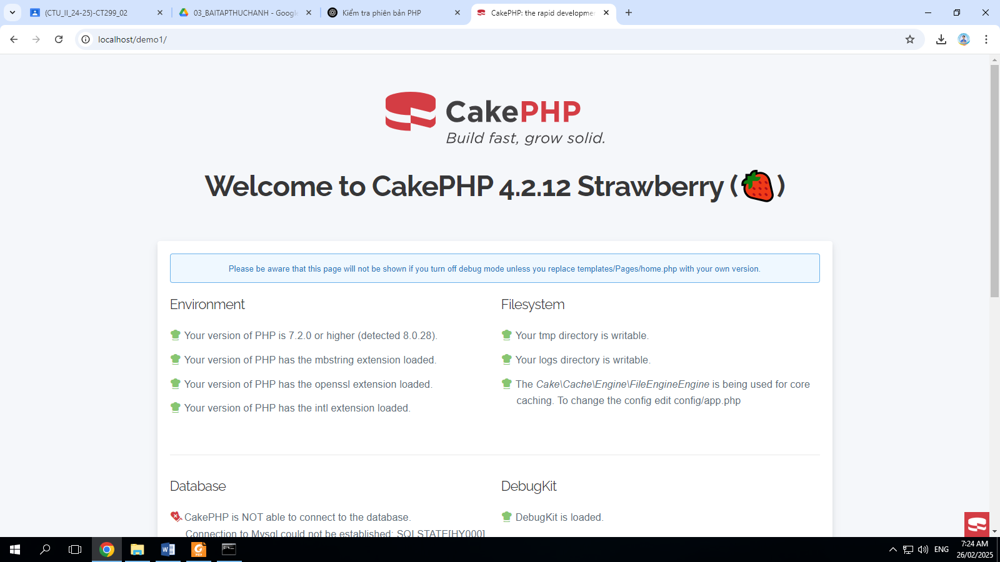 (CTU_II_24-25)-CT299_02
03_BAITAPTHUCHANH - Google
Kiểm tra phiên bản PHP
CakePHP: the rapid developme
localhost/demo1/
CakePHP
Build fast, grow solid.
Welcome to CakePHP 4.2.12 Strawberry (🍓)
Please be aware that this page will not be shown if you turn off debug mode unless you replace templates/Pages/home.php with your own version.
Environment
Your version of PHP is 7.2.0 or higher (detected 8.0.28).
Your version of PHP has the mbstring extension loaded.
Your version of PHP has the openssl extension loaded.
Your version of PHP has the intl extension loaded.
Filesystem
Your tmp directory is writable.
Your logs directory is writable.
The Cake\Cache\Engine\FileEngineEngine is being used for core
caching. To change the config edit config/app.php
Database
CakePHP is NOT able to connect to the database.
Connection to Mysql could not be established: SQLSTATE[HY000]
DebugKit
DebugKit is loaded.
ENG
7:24 AM
26/02/2025